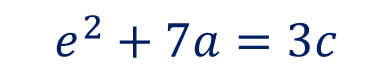 e² + 7a = 3c